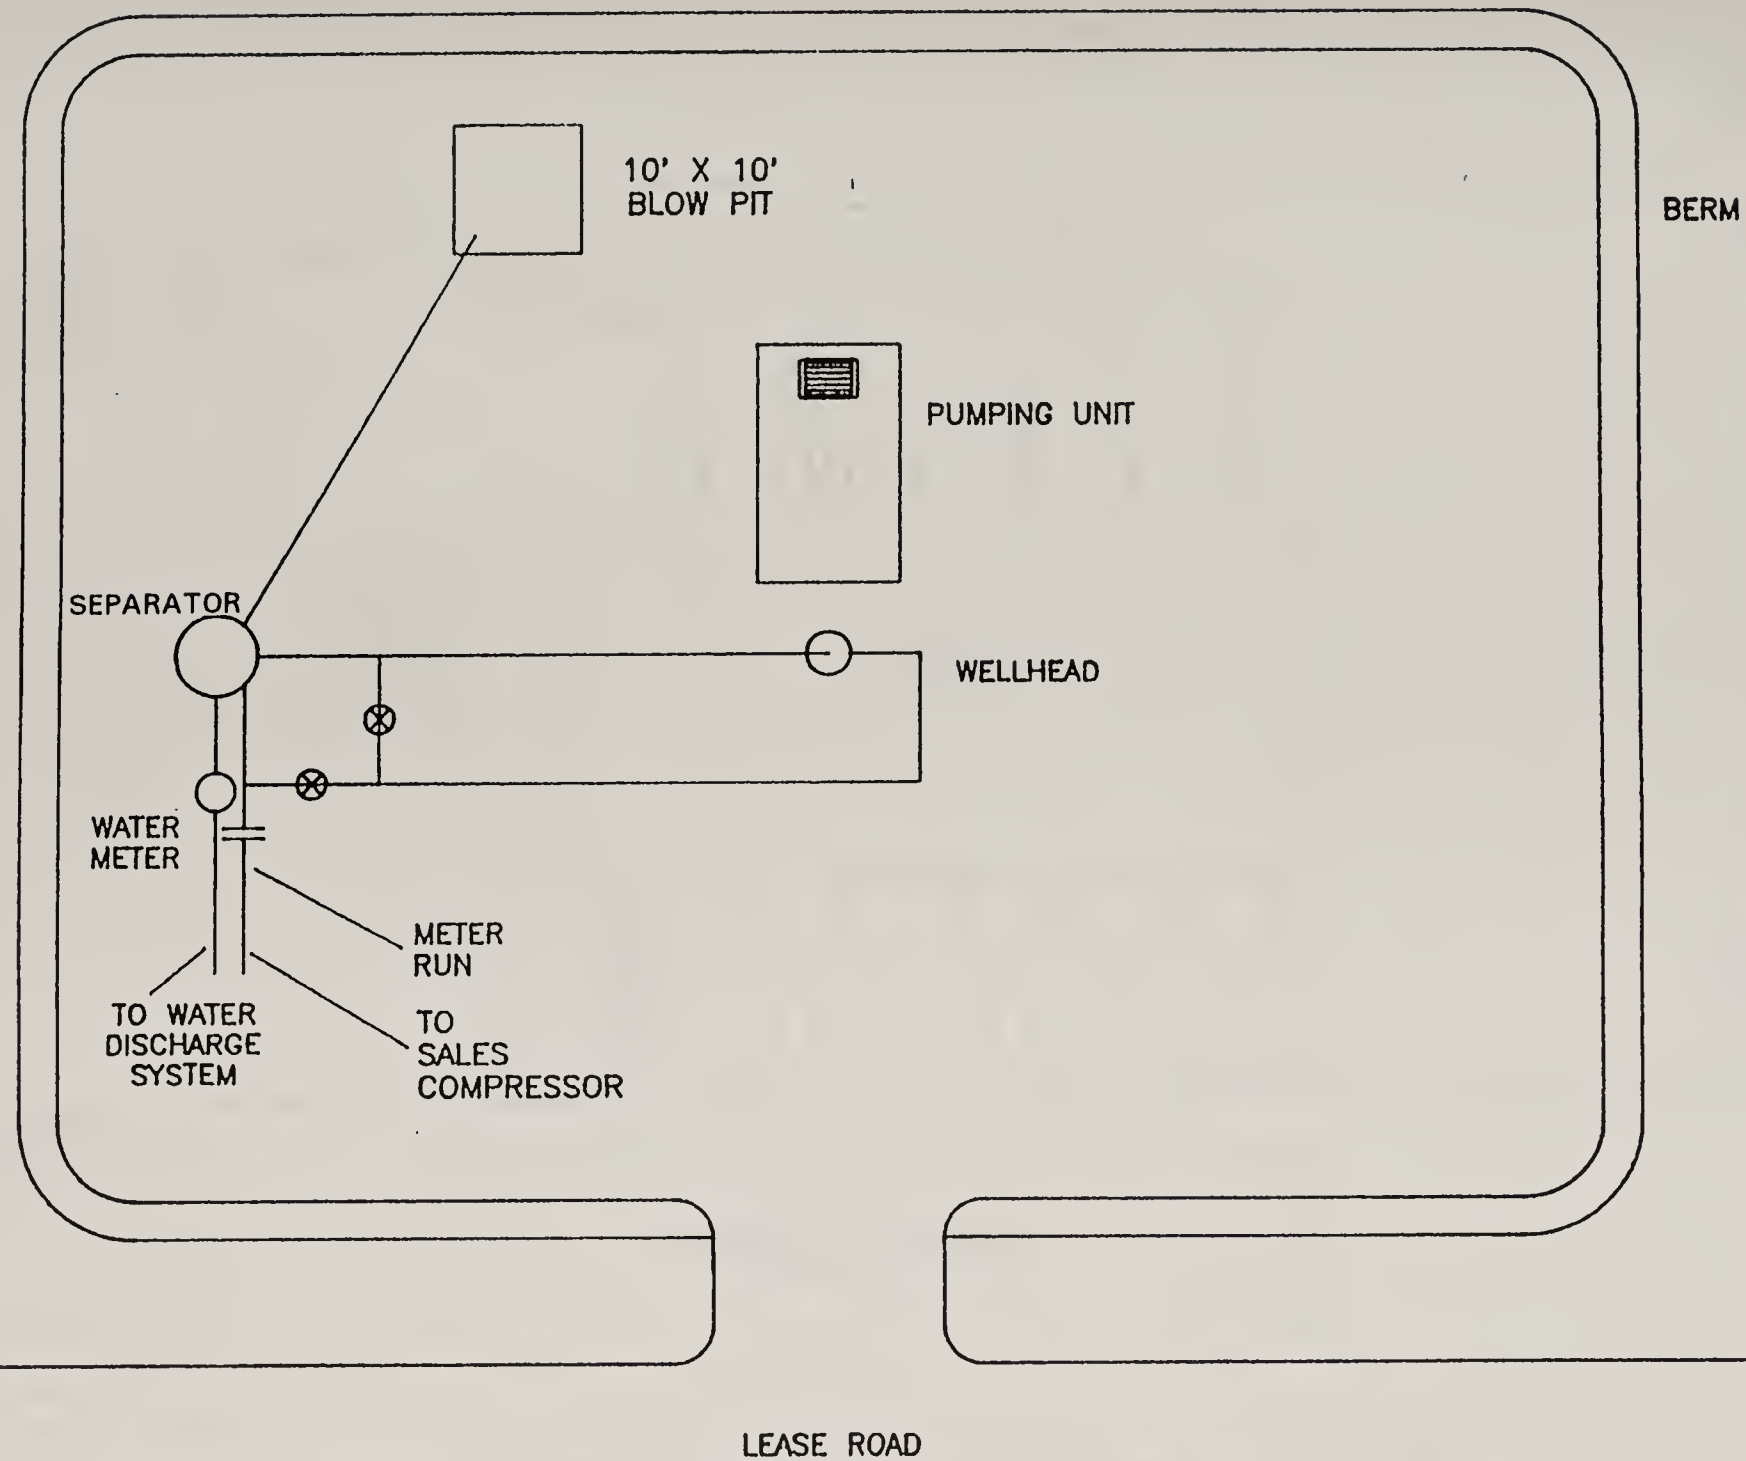 10' X 10'
BLOW PIT
BERM
PUMPING UNIT
SEPARATOR
WELLHEAD
WATER
METER
METER
RUN
TO WATER
DISCHARGE
SYSTEM
TO
SALES
COMPRESSOR
LEASE ROAD